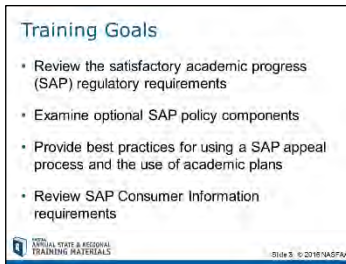 Training Goals
• Review the satisfactory academic progress
(SAP) regulatory requirements
• Examine optional SAP policy components
• Provide best practices for using a SAP appeal
process and the use of academic plans
• Review SAP Consumer Information
requirements
ANNUAL STATE & REGIONAL
TRAINING MATERIALS
Slide 3 © 2016 NASFAA